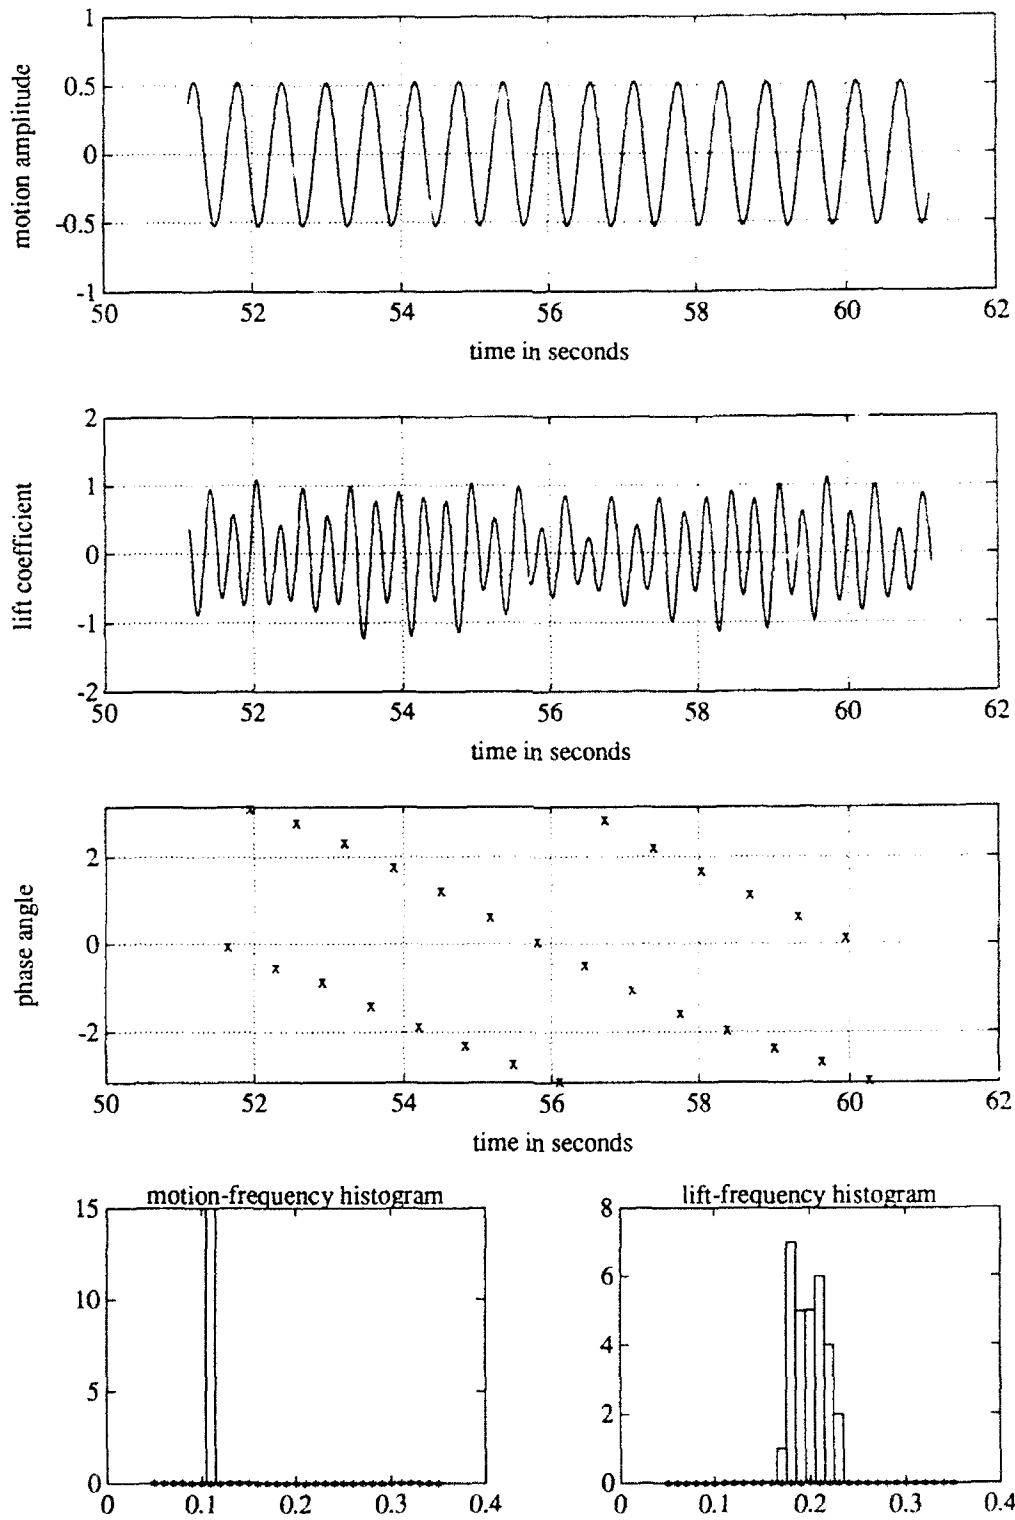 1
0.5
0
-0.5
-1
motion amplitude
50 52 54 56 58 60 62
time in seconds
2
1
0
-1
-2
lift coefficient
50 52 54 56 58 60 62
time in seconds
2
0
-2
phase angle
50 52 54 56 58 60 62
time in seconds
motion-frequency histogram
15
10
5
0
0 0.1 0.2 0.3 0.4
lift-frequency histogram
8
6
4
2
0
0 0.1 0.2 0.3 0.4